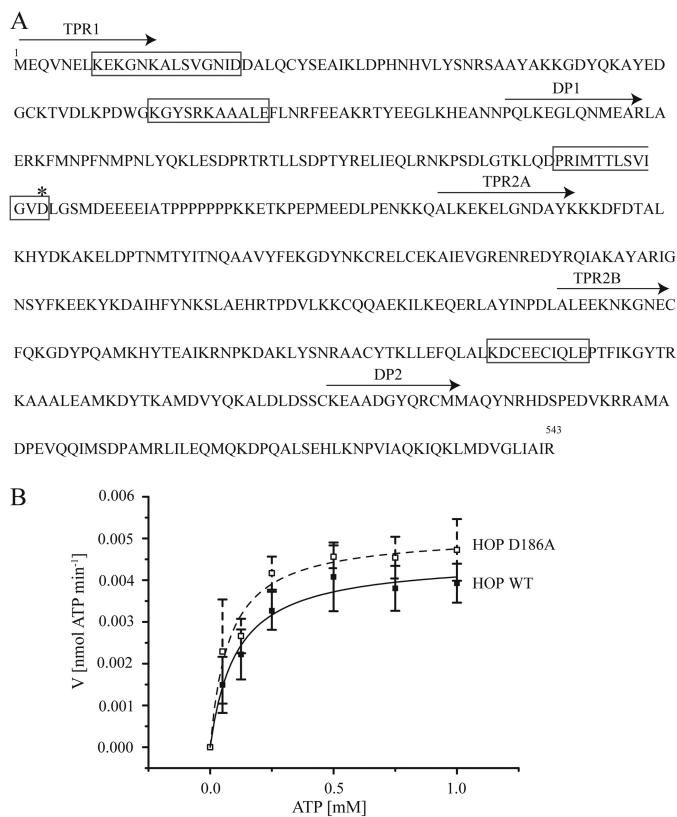 A
TPR1
1
MEQVNELKEKGNKALSVGNIDDALQCYSEAIKLDPHNHVLYSNRSAAYAKKGDYQKAYED
GCKTVDLKPDWGKGYSRKAAALEFLNRFEEAKRTYEEGLKHEANNPQLKEGLQNMEARLA
DP1
ERKFMNPFNMPNLYQKLESDPRTRTLLSDPTYRELIEQLRNKPSDLGTKLQDPRIMTTLSVI
*
GVDLGSMDEEEEIATPPPPPPPKKETKPEPMEEDLPENKKQALKEKELGNDAYKKKDFDTAL
TPR2A
KHYDKAKELDPTNMTYITNQAAVYFEKGDYNKCRELCEKAIEVGRENREDYRQIAKAYARIG
NSYFKEEKYKDAIHFYNKSLAEHRTPDVLKKCQQAEKILKEQERLAYINPDLALEEKNKGNEC
TPR2B
FQKGDYPQAMKHYTEAIKRNPKDAKLYSNRAACYTKLLEFQLALKDCEECIQLEPTFIKGYTR
KAAALEAMKDYTKAMDVYQKALDLDSSCKEAADGYQRCMMAQYNRHDSPEDVKRRAMA
DP2
DPEVQQIMSDPAMRLILEQMQKDPQALSEHLKNPVIAQKIQKLMDVGLIAIR
543
B
V [nmol ATP min⁻¹]
0.006
0.005
0.004
0.003
0.002
0.001
0.000
HOP D186A
HOP WT
0.0
0.5
1.0
ATP [mM]